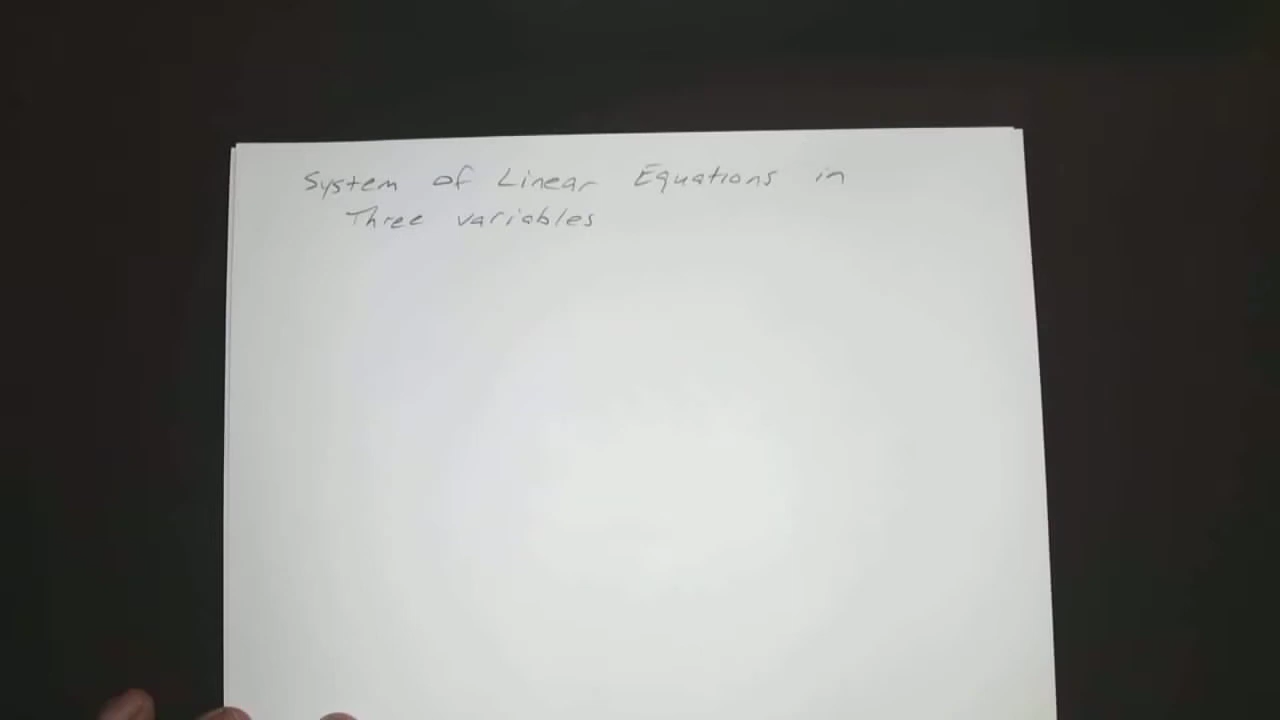 System of Linear Equations in
Three variables